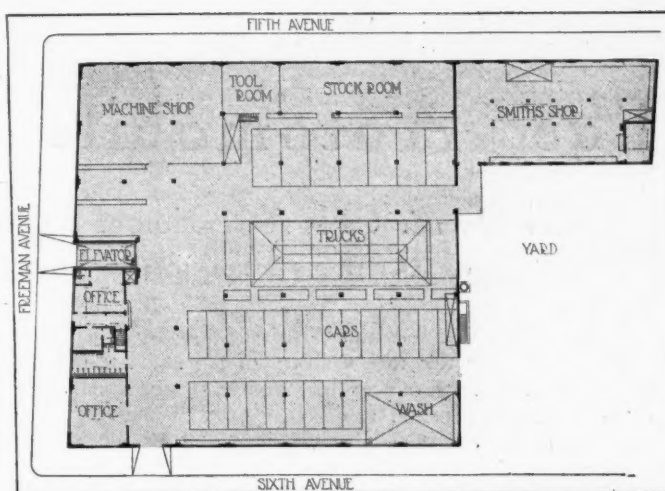 FIFTH AVENUE
MACHINE SHOP
TOOL
ROOM
STOCK ROOM
SMITHS SHOP
FREEMAN AVENUE
ELEVATOR
TRUCKS
YARD
OFFICE
CARS
OFFICE
WASH
SIXTH AVENUE